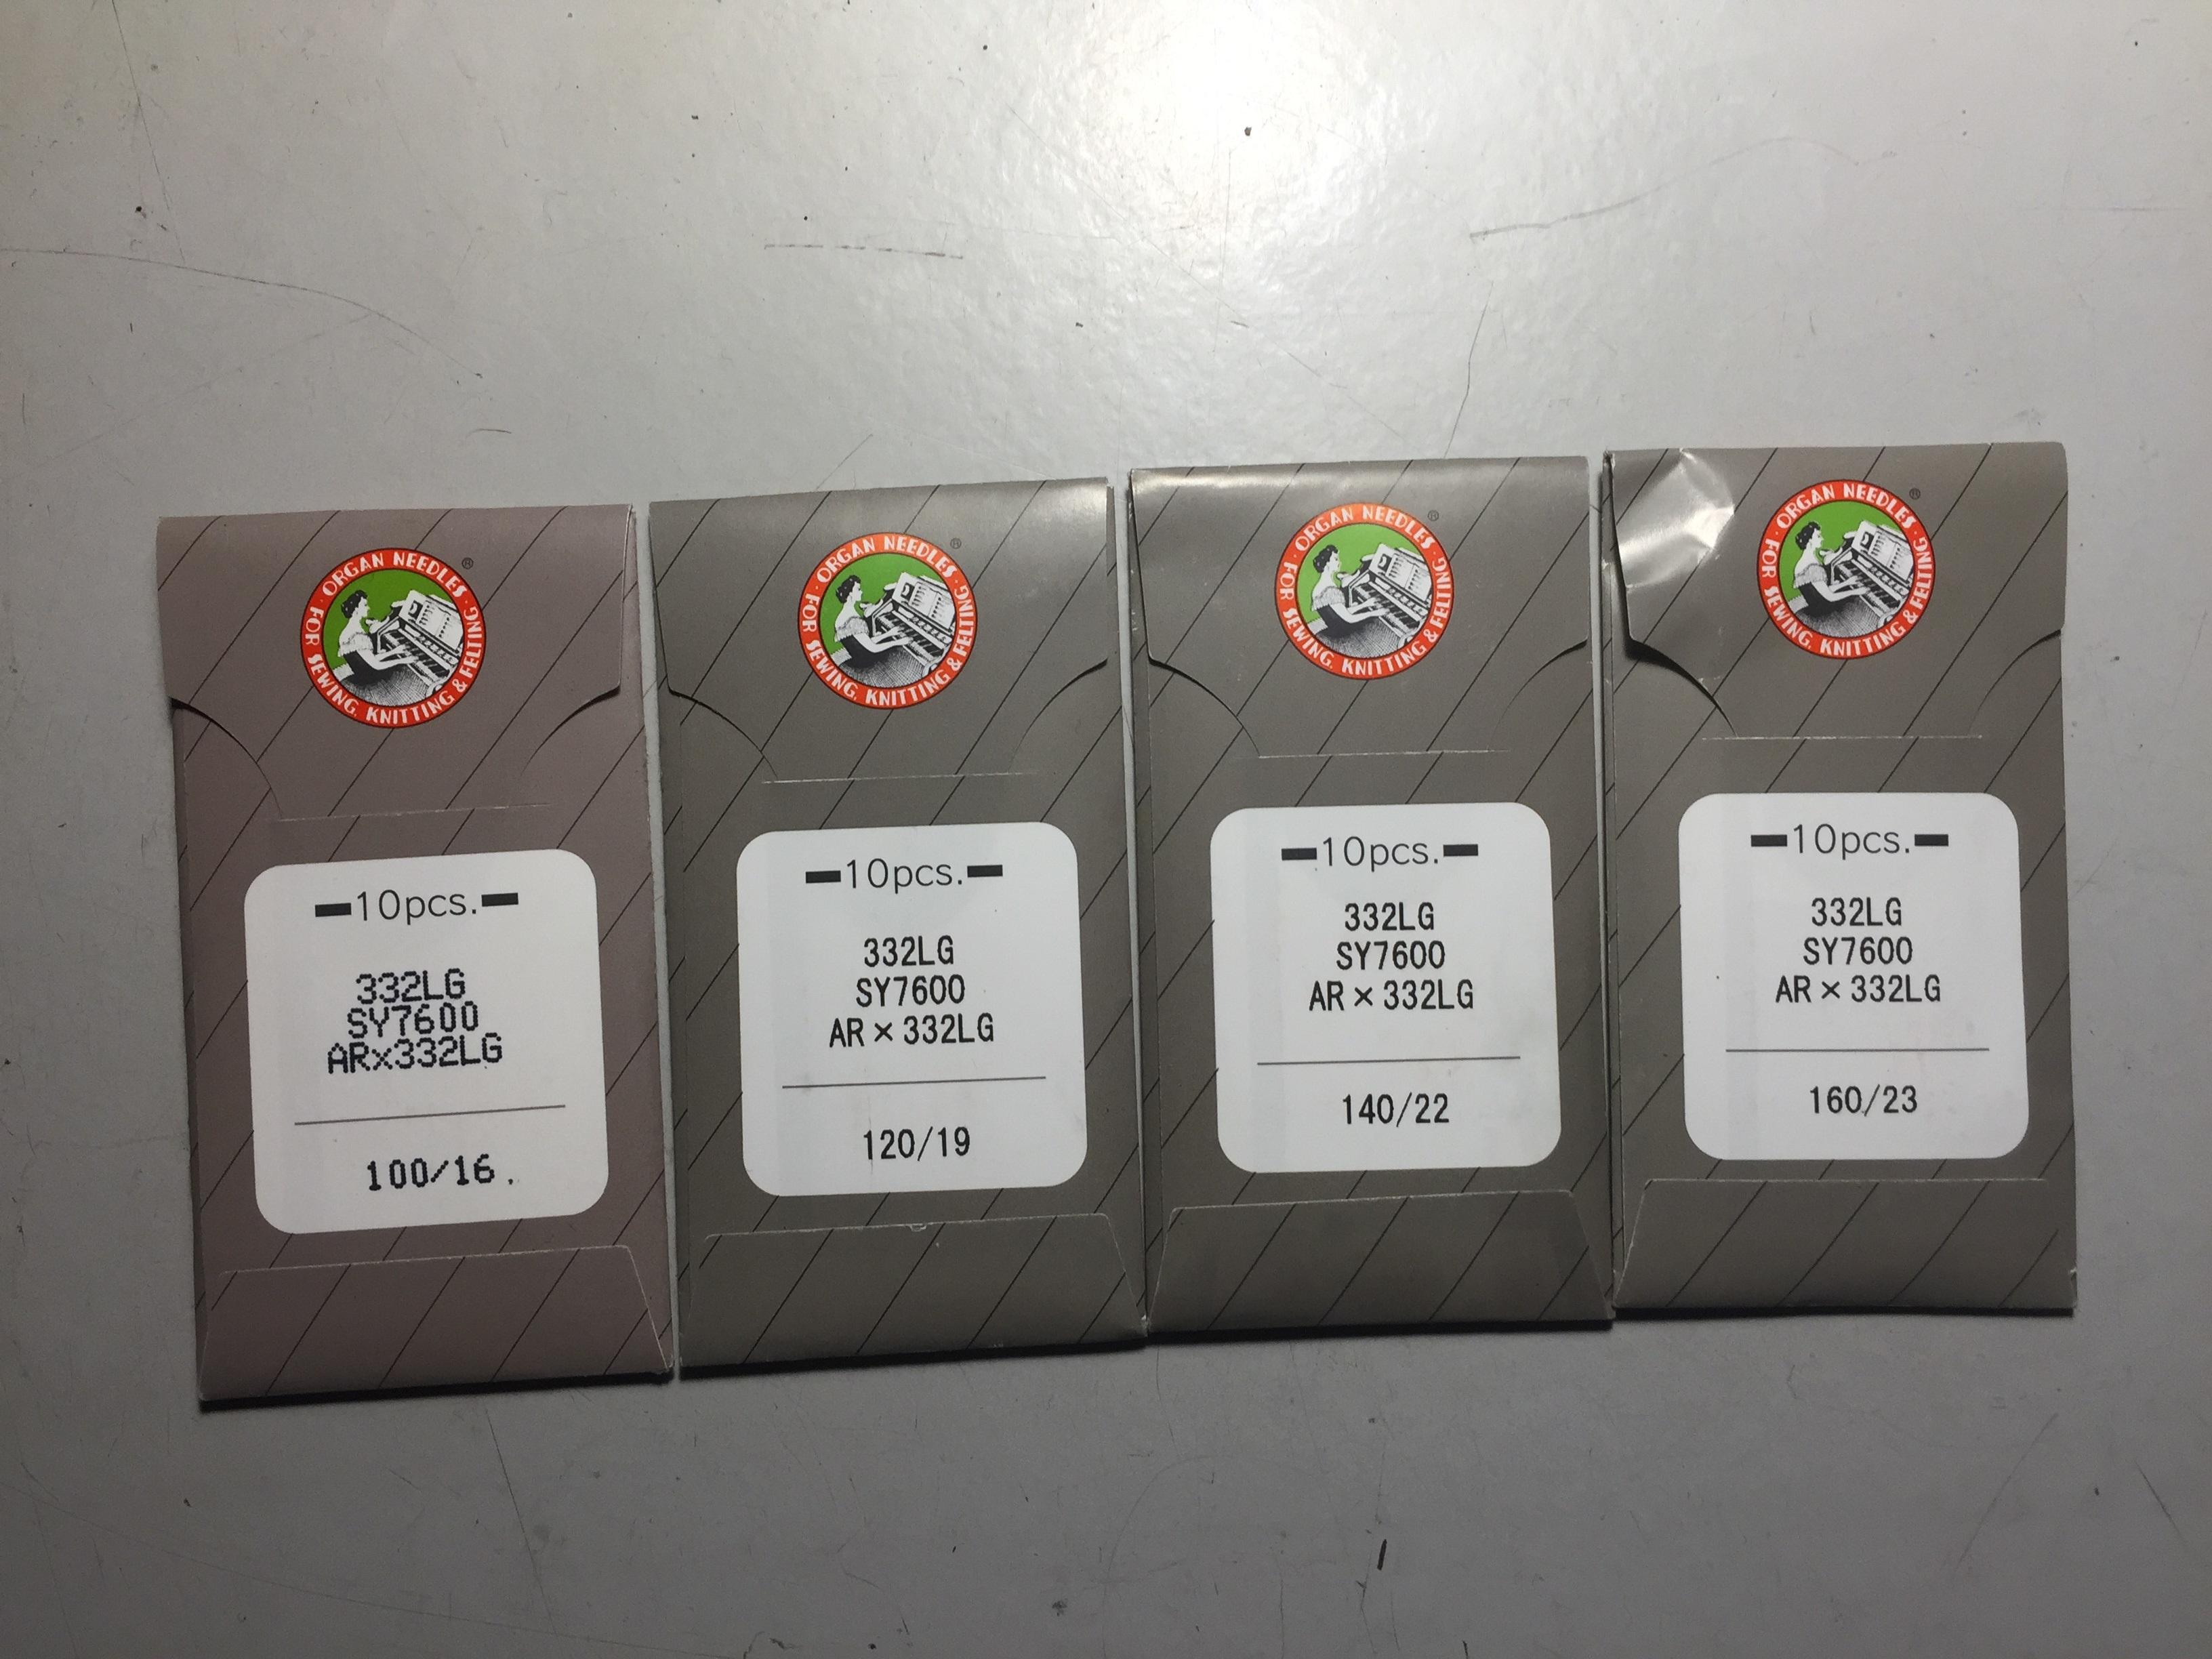 ORGAN NEEDLES ®
· FOR SEWING, KNITTING & FELTING ·
10pcs.
332LG
SY7600
ARx332LG
100/16.
ORGAN NEEDLES ®
· FOR SEWING, KNITTING & FELTING ·
10pcs.
332LG
SY7600
AR × 332LG
120/19
ORGAN NEEDLES ®
· FOR SEWING, KNITTING & FELTING ·
10pcs.
332LG
SY7600
AR × 332LG
140/22
ORGAN NEEDLES ®
· FOR SEWING, KNITTING & FELTING ·
10pcs.
332LG
SY7600
AR × 332LG
160/23